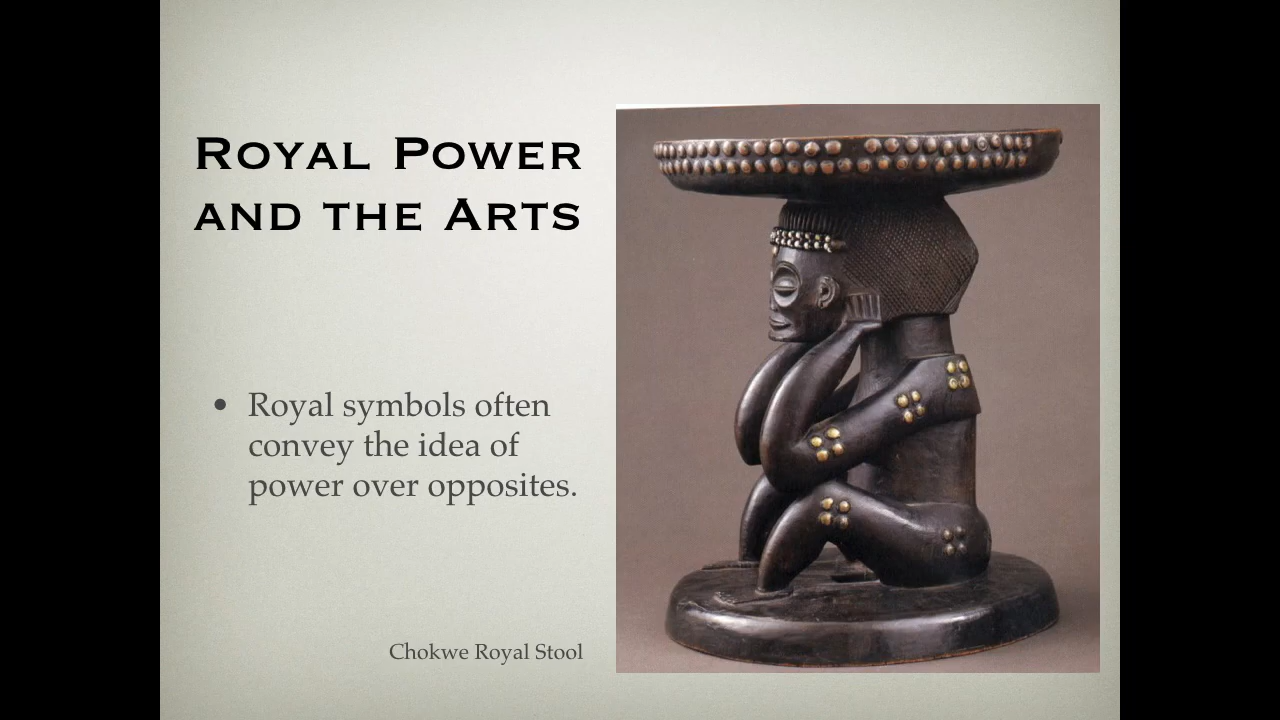 Royal Power
and the Arts
• Royal symbols often
convey the idea of
power over opposites.
Chokwe Royal Stool